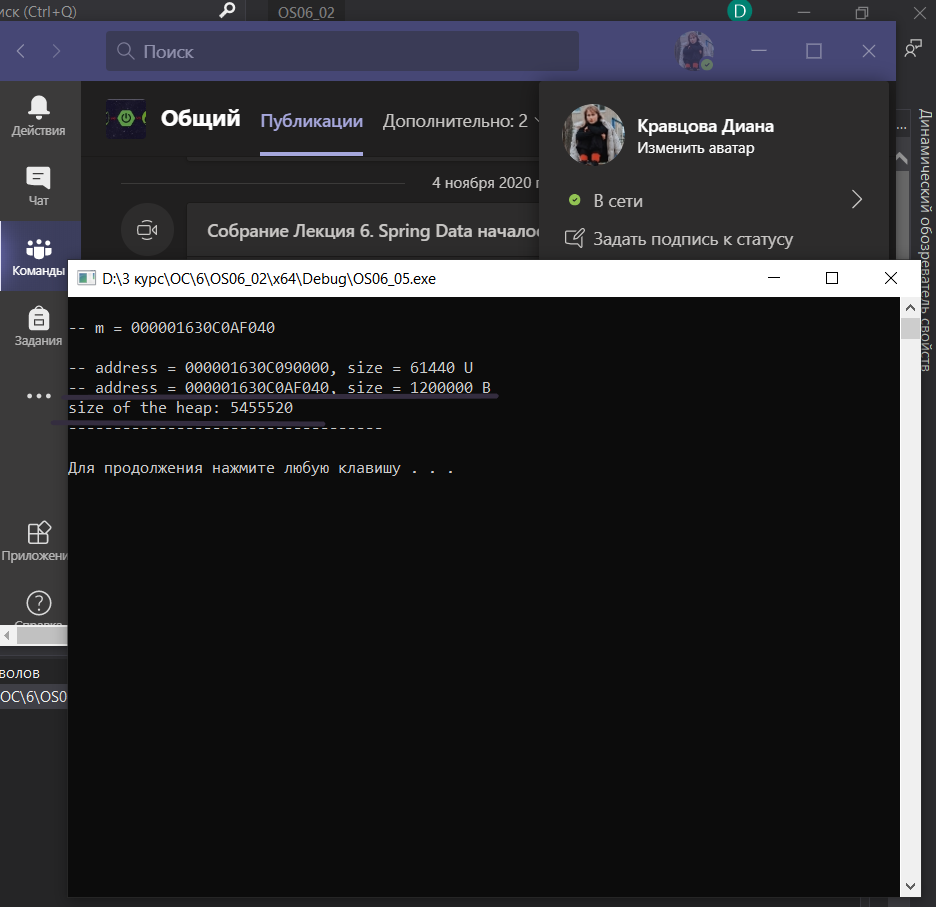 иск (Ctrl+Q)
OS06_02
D
Поиск
Действия
Чат
Команды
Задания
Приложени
Справка
Общий
Публикации
Дополнительно: 2
4 ноября 2020 г
Собрание Лекция 6. Spring Data начало
Кравцова Диана
Изменить аватар
В сети
Задать подпись к статусу
...
Динамический обозреватель свойств
D:\3 курс\ОС\6\OS06_02\x64\Debug\OS06_05.exe
-- m = 000001630C0AF040
-- address = 000001630C090000, size = 61440 U
-- address = 000001630C0AF040, size = 1200000 B
size of the heap: 5455520
-----------------------------------
Для продолжения нажмите любую клавишу . . .
волов
ОС\6\OS0